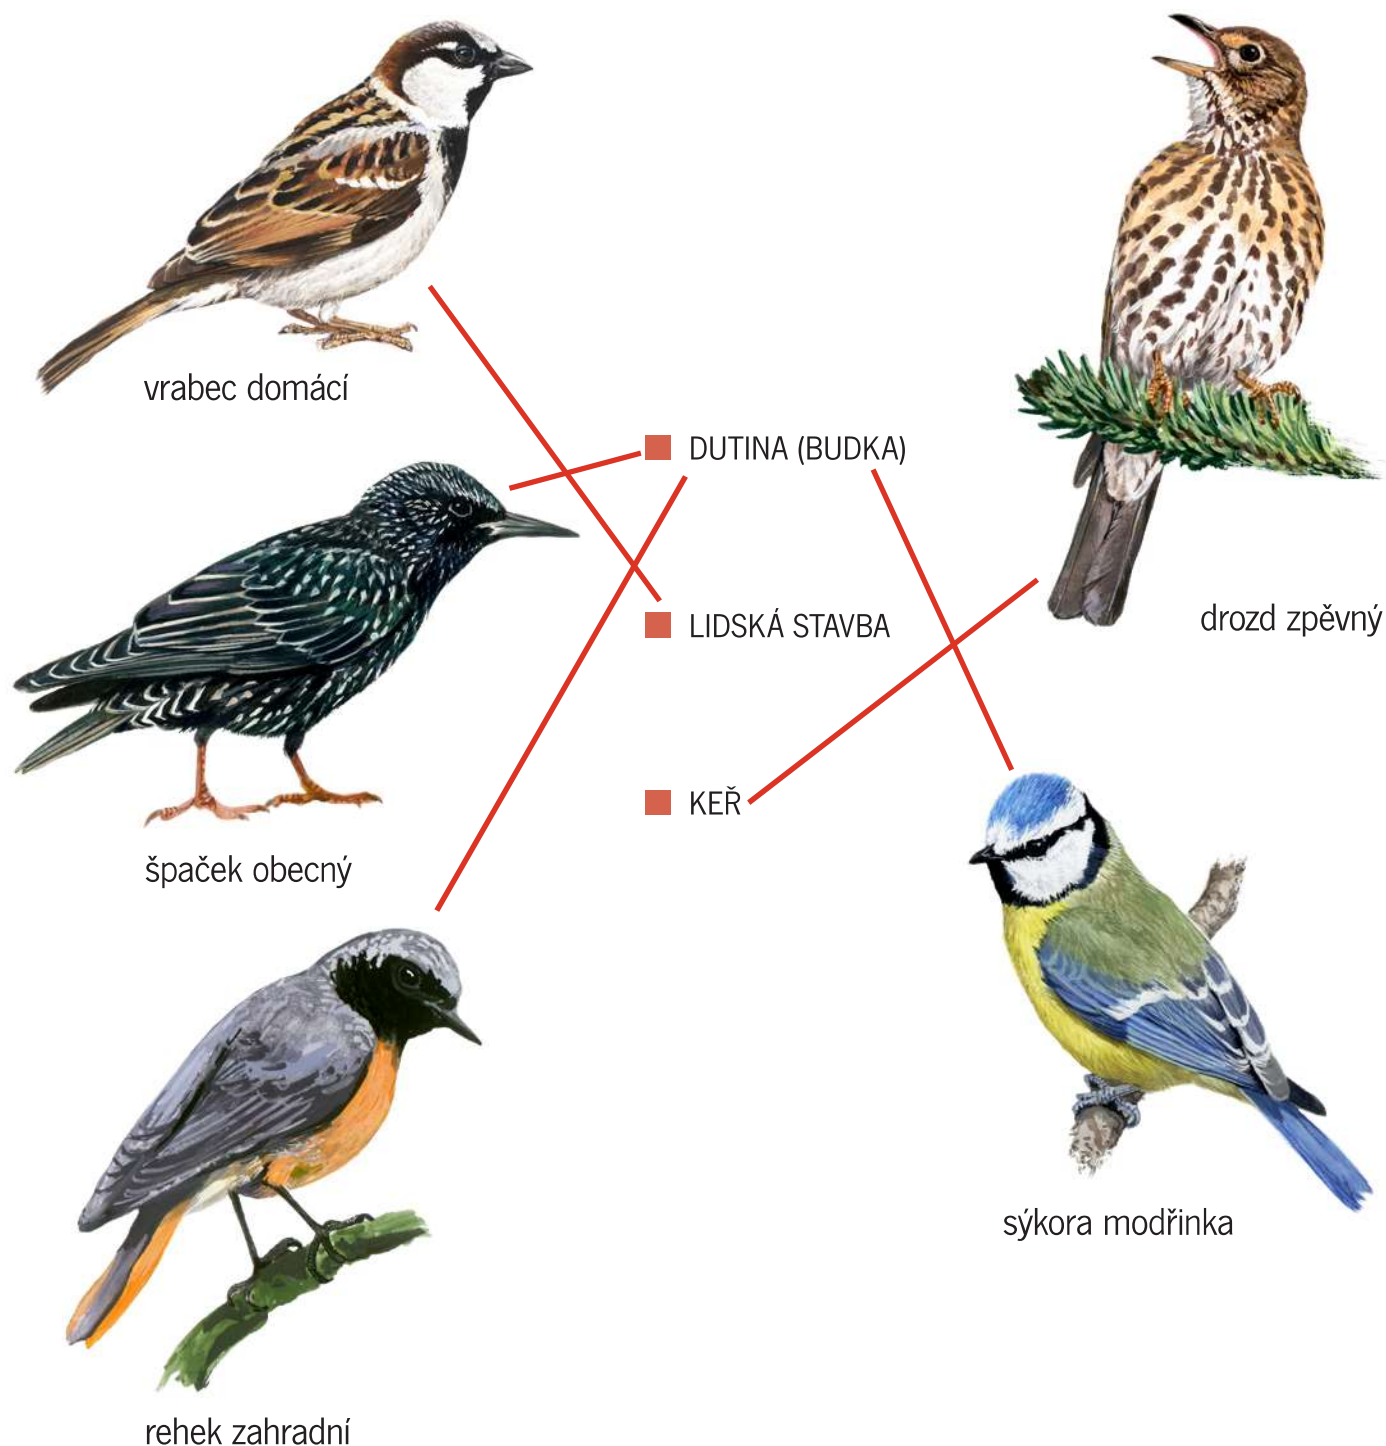 vrabec domácí
DUTINA (BUDKA)
drozd zpěvný
LIDSKÁ STAVBA
KEŘ
špaček obecný
sýkora modřinka
rehek zahradní